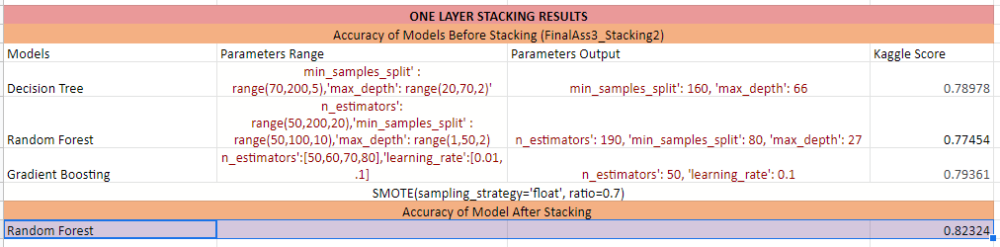 ONE LAYER STACKING RESULTS
Accuracy of Models Before Stacking (FinalAss3_Stacking2)
Models Parameters Range Parameters Output Kaggle Score
min_samples_split' :
Decision Tree range(70,200,5),'max_depth': range(20,70,2)' min_samples_split': 160, 'max_depth': 66 0.78978
n_estimators':
range(50,200,20),'min_samples_split' :
Random Forest range(50,100,10),'max_depth': range(1,50,2) n_estimators': 190, 'min_samples_split': 80, 'max_depth': 27 0.77454
n_estimators':[50,60,70,80],'learning_rate':[0.01,
Gradient Boosting .1] n_estimators': 50, 'learning_rate': 0.1 0.79361
SMOTE(sampling_strategy='float', ratio=0.7)
Accuracy of Model After Stacking
Random Forest 0.82324